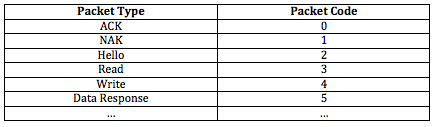 Packet Type Packet Code
ACK 0
NAK 1
Hello 2
Read 3
Write 4
Data Response 5
... ...